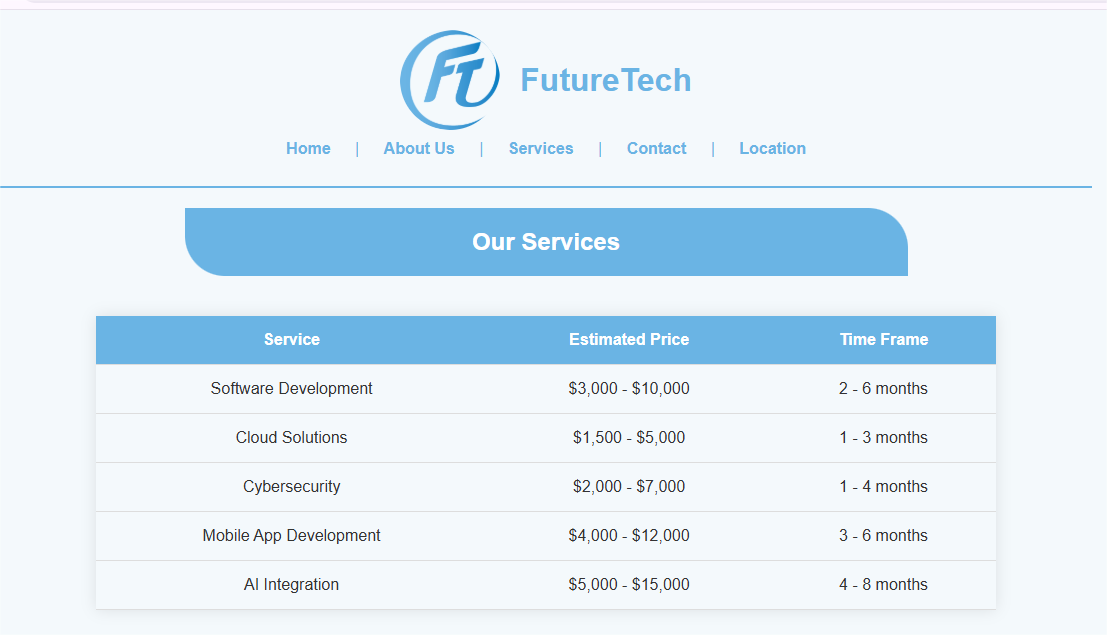 FT
FutureTech
Home | About Us | Services | Contact | Location
Our Services
Service Estimated Price Time Frame
Software Development $3,000 - $10,000 2 - 6 months
Cloud Solutions $1,500 - $5,000 1 - 3 months
Cybersecurity $2,000 - $7,000 1 - 4 months
Mobile App Development $4,000 - $12,000 3 - 6 months
AI Integration $5,000 - $15,000 4 - 8 months